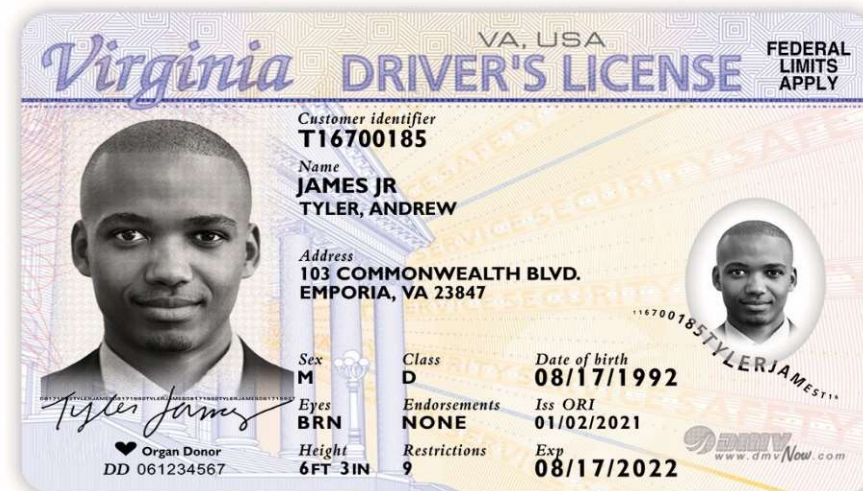 Virginia
VA, USA
DRIVER'S LICENSE
FEDERAL
LIMITS
APPLY
Customer identifier
T16700185
Name
JAMES JR
TYLER, ANDREW
Address
103 COMMONWEALTH BLVD.
EMPORIA, VA 23847
Sex
M
Class
D
Date of birth
08/17/1992
Eyes
BRN
Endorsements
NONE
Iss ORI
01/02/2021
Height
6FT 3IN
Restrictions
9
Exp
08/17/2022
Tyler James
Organ Donor
DD 061234567
DMV
www.dmvNow.com